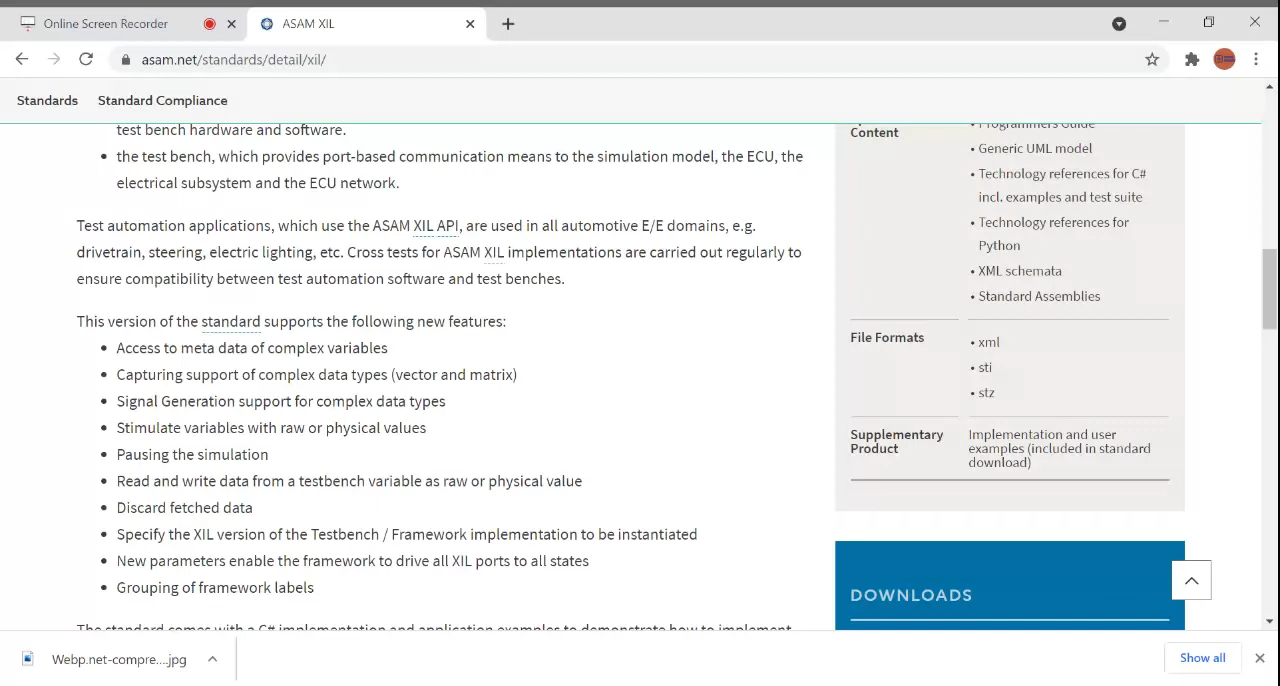 Online Screen Recorder
ASAM XIL
asam.net/standards/detail/xil/
Standards
Standard Compliance
test bench hardware and software.
• the test bench, which provides port-based communication means to the simulation model, the ECU, the
electrical subsystem and the ECU network.
Test automation applications, which use the ASAM XIL API, are used in all automotive E/E domains, e.g.
drivetrain, steering, electric lighting, etc. Cross tests for ASAM XIL implementations are carried out regularly to
ensure compatibility between test automation software and test benches.
This version of the standard supports the following new features:
• Access to meta data of complex variables
• Capturing support of complex data types (vector and matrix)
• Signal Generation support for complex data types
• Stimulate variables with raw or physical values
• Pausing the simulation
• Read and write data from a testbench variable as raw or physical value
• Discard fetched data
• Specify the XIL version of the Testbench / Framework implementation to be instantiated
• New parameters enable the framework to drive all XIL ports to all states
• Grouping of framework labels
The standard comes with a C# implementation and application examples to demonstrate how to implement
Content
• Programmers Guide
• Generic UML model
• Technology references for C#
incl. examples and test suite
• Technology references for
Python
• XML schemata
• Standard Assemblies
File Formats
• xml
• sti
• stz
Supplementary
Product
Implementation and user
examples (included in standard
download)
DOWNLOADS
Webp.net-compre....jpg
Show all